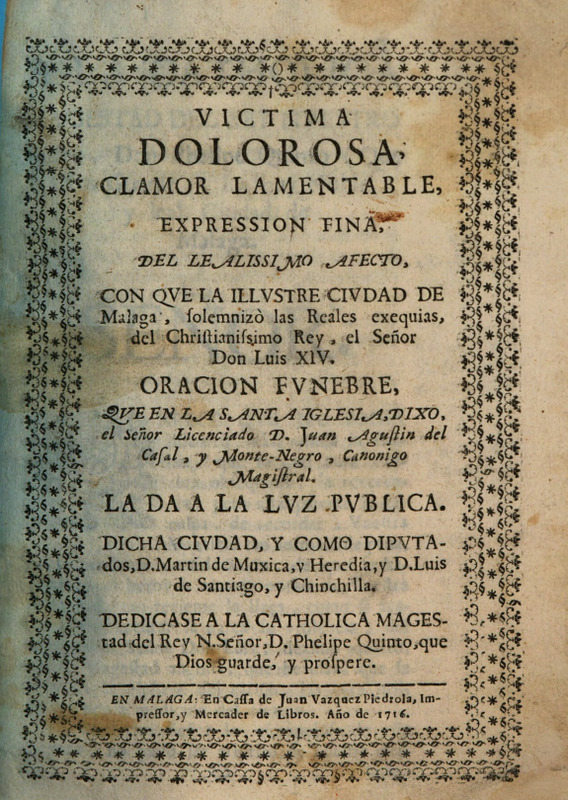 VICTIMA
DOLOROSA,
CLAMOR LAMENTABLE,
EXPRESSION FINA,
DEL LEALISSIMO AFECTO,
CON QVE LA ILLVSTRE CIVDAD DE
Malaga, ſolemnizò las Reales exequias,
del Chriſtianiſsimo Rey, el Señor
Don Luis XIV.
ORACION FVNEBRE,
QVE EN LA SANTA IGLESIA, DIXO,
el Señor Licenciado D. Juan Aguſtin del
Caſal, y Monte-Negro, Canonigo
Magiſtral.
LA DA A LA LVZ PVBLICA.
DICHA CIVDAD, Y COMO DIPVTA-
dos, D. Martin de Muxica, y Heredia, y D. Luis
de Santiago, y Chinchilla.
DEDICASE A LA CATHOLICA MAGES-
tad del Rey N. Señor, D. Phelipe Quinto, que
Dios guarde, y proſpere.
EN MALAGA: En Caſſa de Juan Vazquez Piedrola, Im-
preſſor, y Mercader de Libros. Año de 1716.